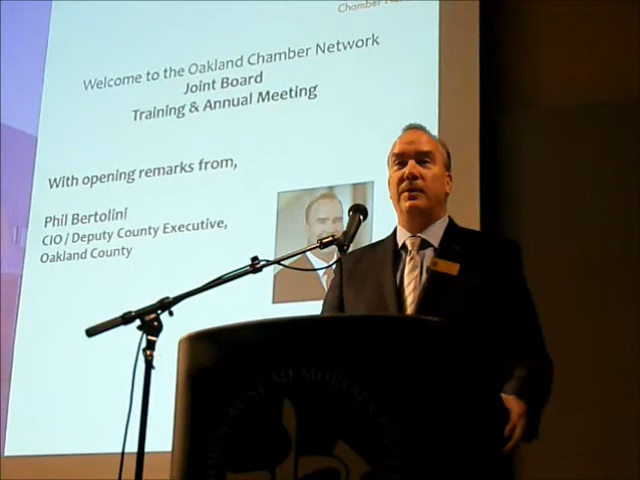 Chamber
Welcome to the Oakland Chamber Network
Joint Board
Training & Annual Meeting
With opening remarks from,
Phil Bertolini
CIO / Deputy County Executive,
Oakland County
MEMORIAL